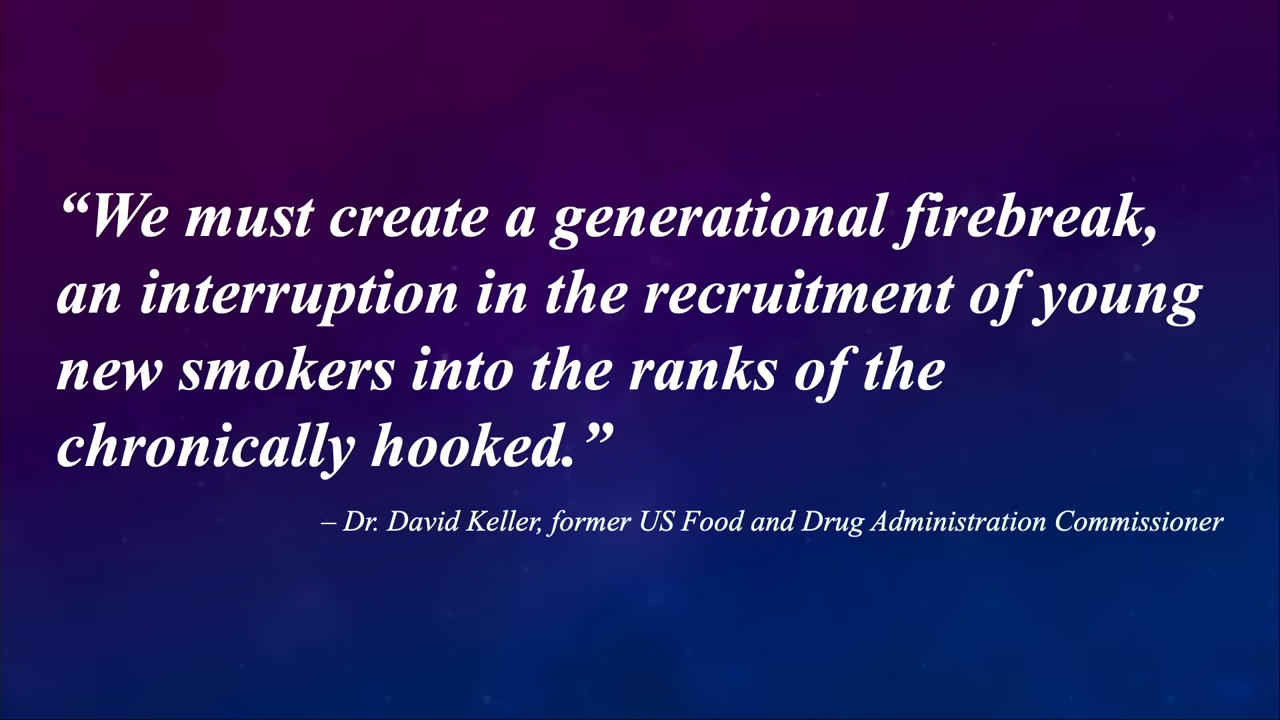 “We must create a generational firebreak,
an interruption in the recruitment of young
new smokers into the ranks of the
chronically hooked.”
– Dr. David Keller, former US Food and Drug Administration Commissioner